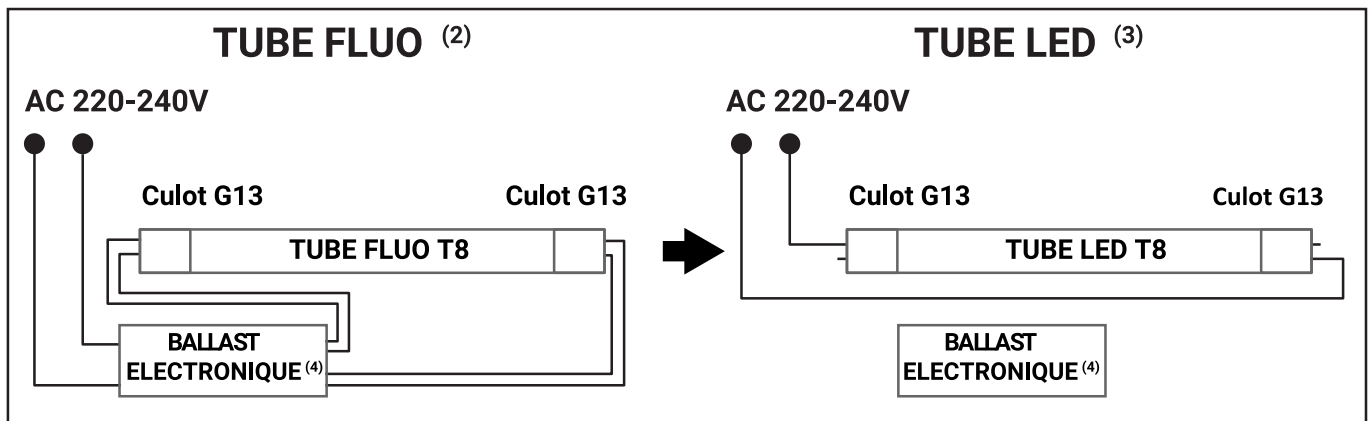 TUBE FLUO (2)
AC 220-240V
Culot G13
Culot G13
TUBE FLUO T8
BALLAST
ELECTRONIQUE (4)
TUBE LED (3)
AC 220-240V
Culot G13
Culot G13
TUBE LED T8
BALLAST
ELECTRONIQUE (4)